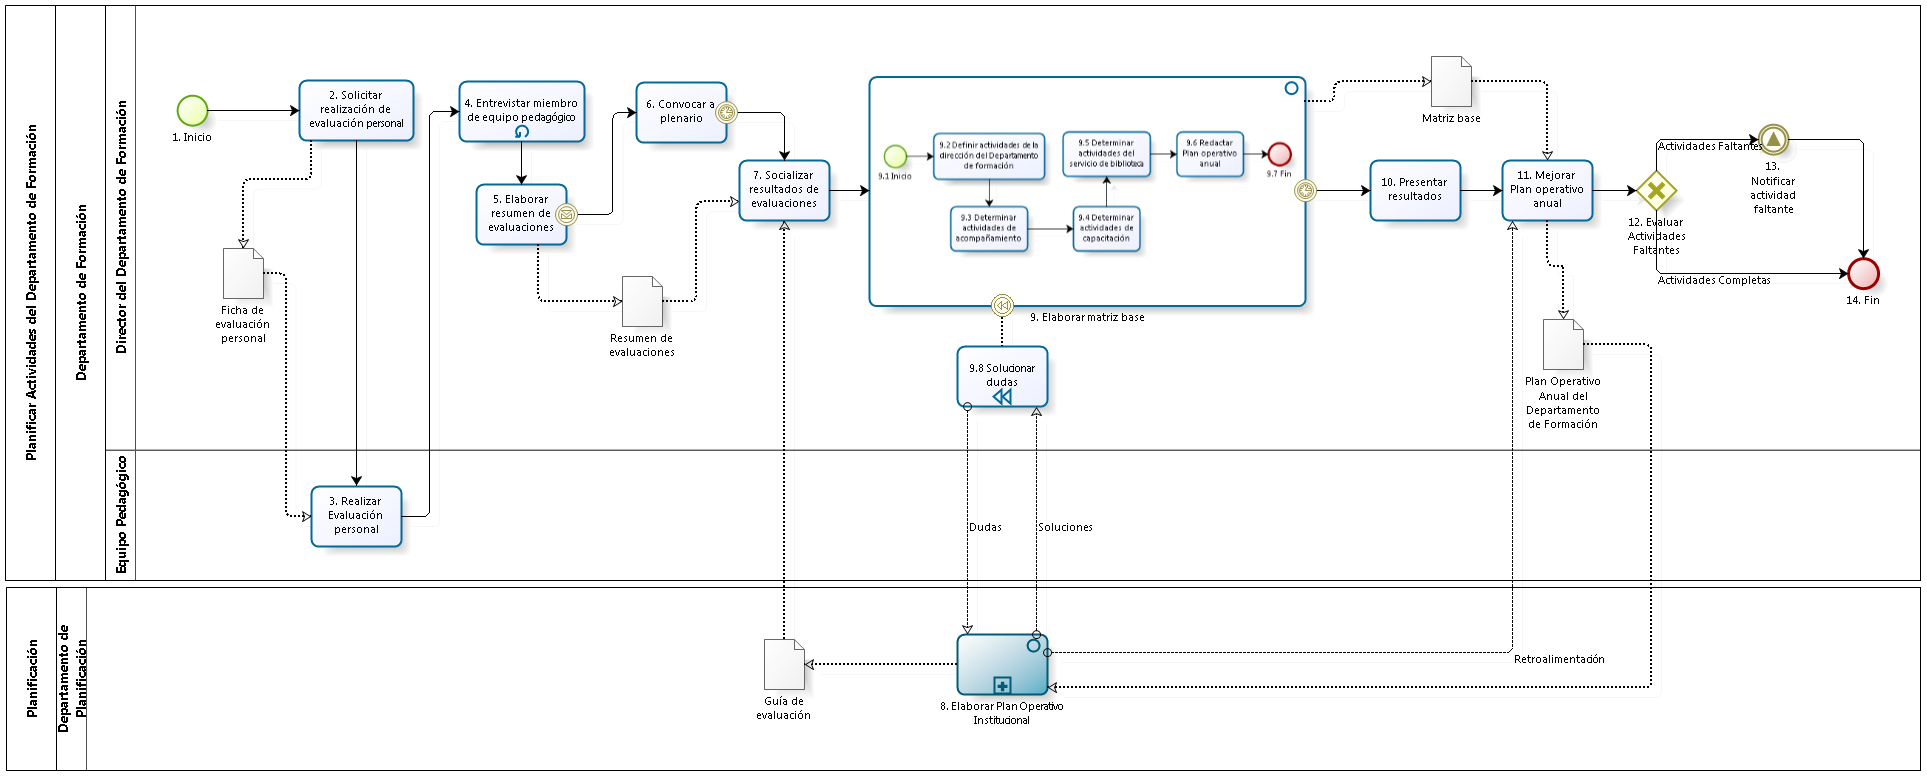 Planificar Actividades del Departamento de Formación
Departamento de Formación
Director del Departamento de Formación
Equipo Pedagógico
1. Inicio
2. Solicitar
realización de
evaluación personal
Ficha de
evaluación
personal
3. Realizar
Evaluación
personal
4. Entrevistar miembro
de equipo pedagógico
5. Elaborar
resumen de
evaluaciones
Resumen de
evaluaciones
6. Convocar a
plenario
7. Socializar
resultados de
evaluaciones
9.1 Inicio
9.2 Definir actividades de la
dirección del Departamento
de formación
9.3 Determinar
actividades de
acompañamiento
9.4 Determinar
actividades de
capacitación
9.5 Determinar
actividades del
servicio de biblioteca
9.6 Redactar
Plan operativo
anual
9.7 Fin
9. Elaborar matriz base
9.8 Solucionar
dudas
Dudas
Soluciones
Matriz base
10. Presentar
resultados
11. Mejorar
Plan operativo
anual
12. Evaluar
Actividades
Faltantes
Actividades Faltantes
Actividades Completas
13.
Notificar
actividad
faltante
14. Fin
Plan Operativo
Anual del
Departamento
de Formación
Planificación
Departamento de
Planificación
Guía de
evaluación
8. Elaborar Plan Operativo
Institucional
Retroalimentación